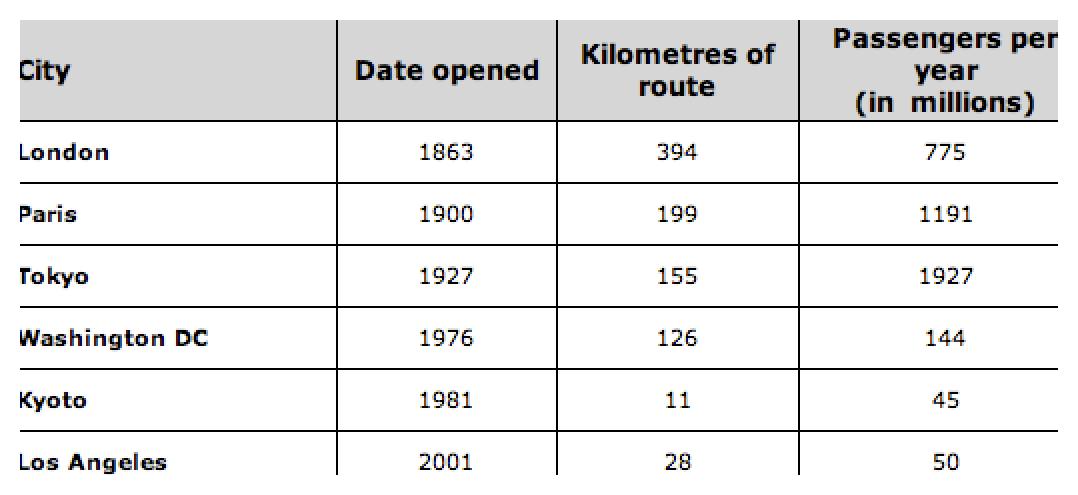 City Date opened Kilometres of route Passengers per year (in millions)
London 1863 394 775
Paris 1900 199 1191
Tokyo 1927 155 1927
Washington DC 1976 126 144
Kyoto 1981 11 45
Los Angeles 2001 28 50